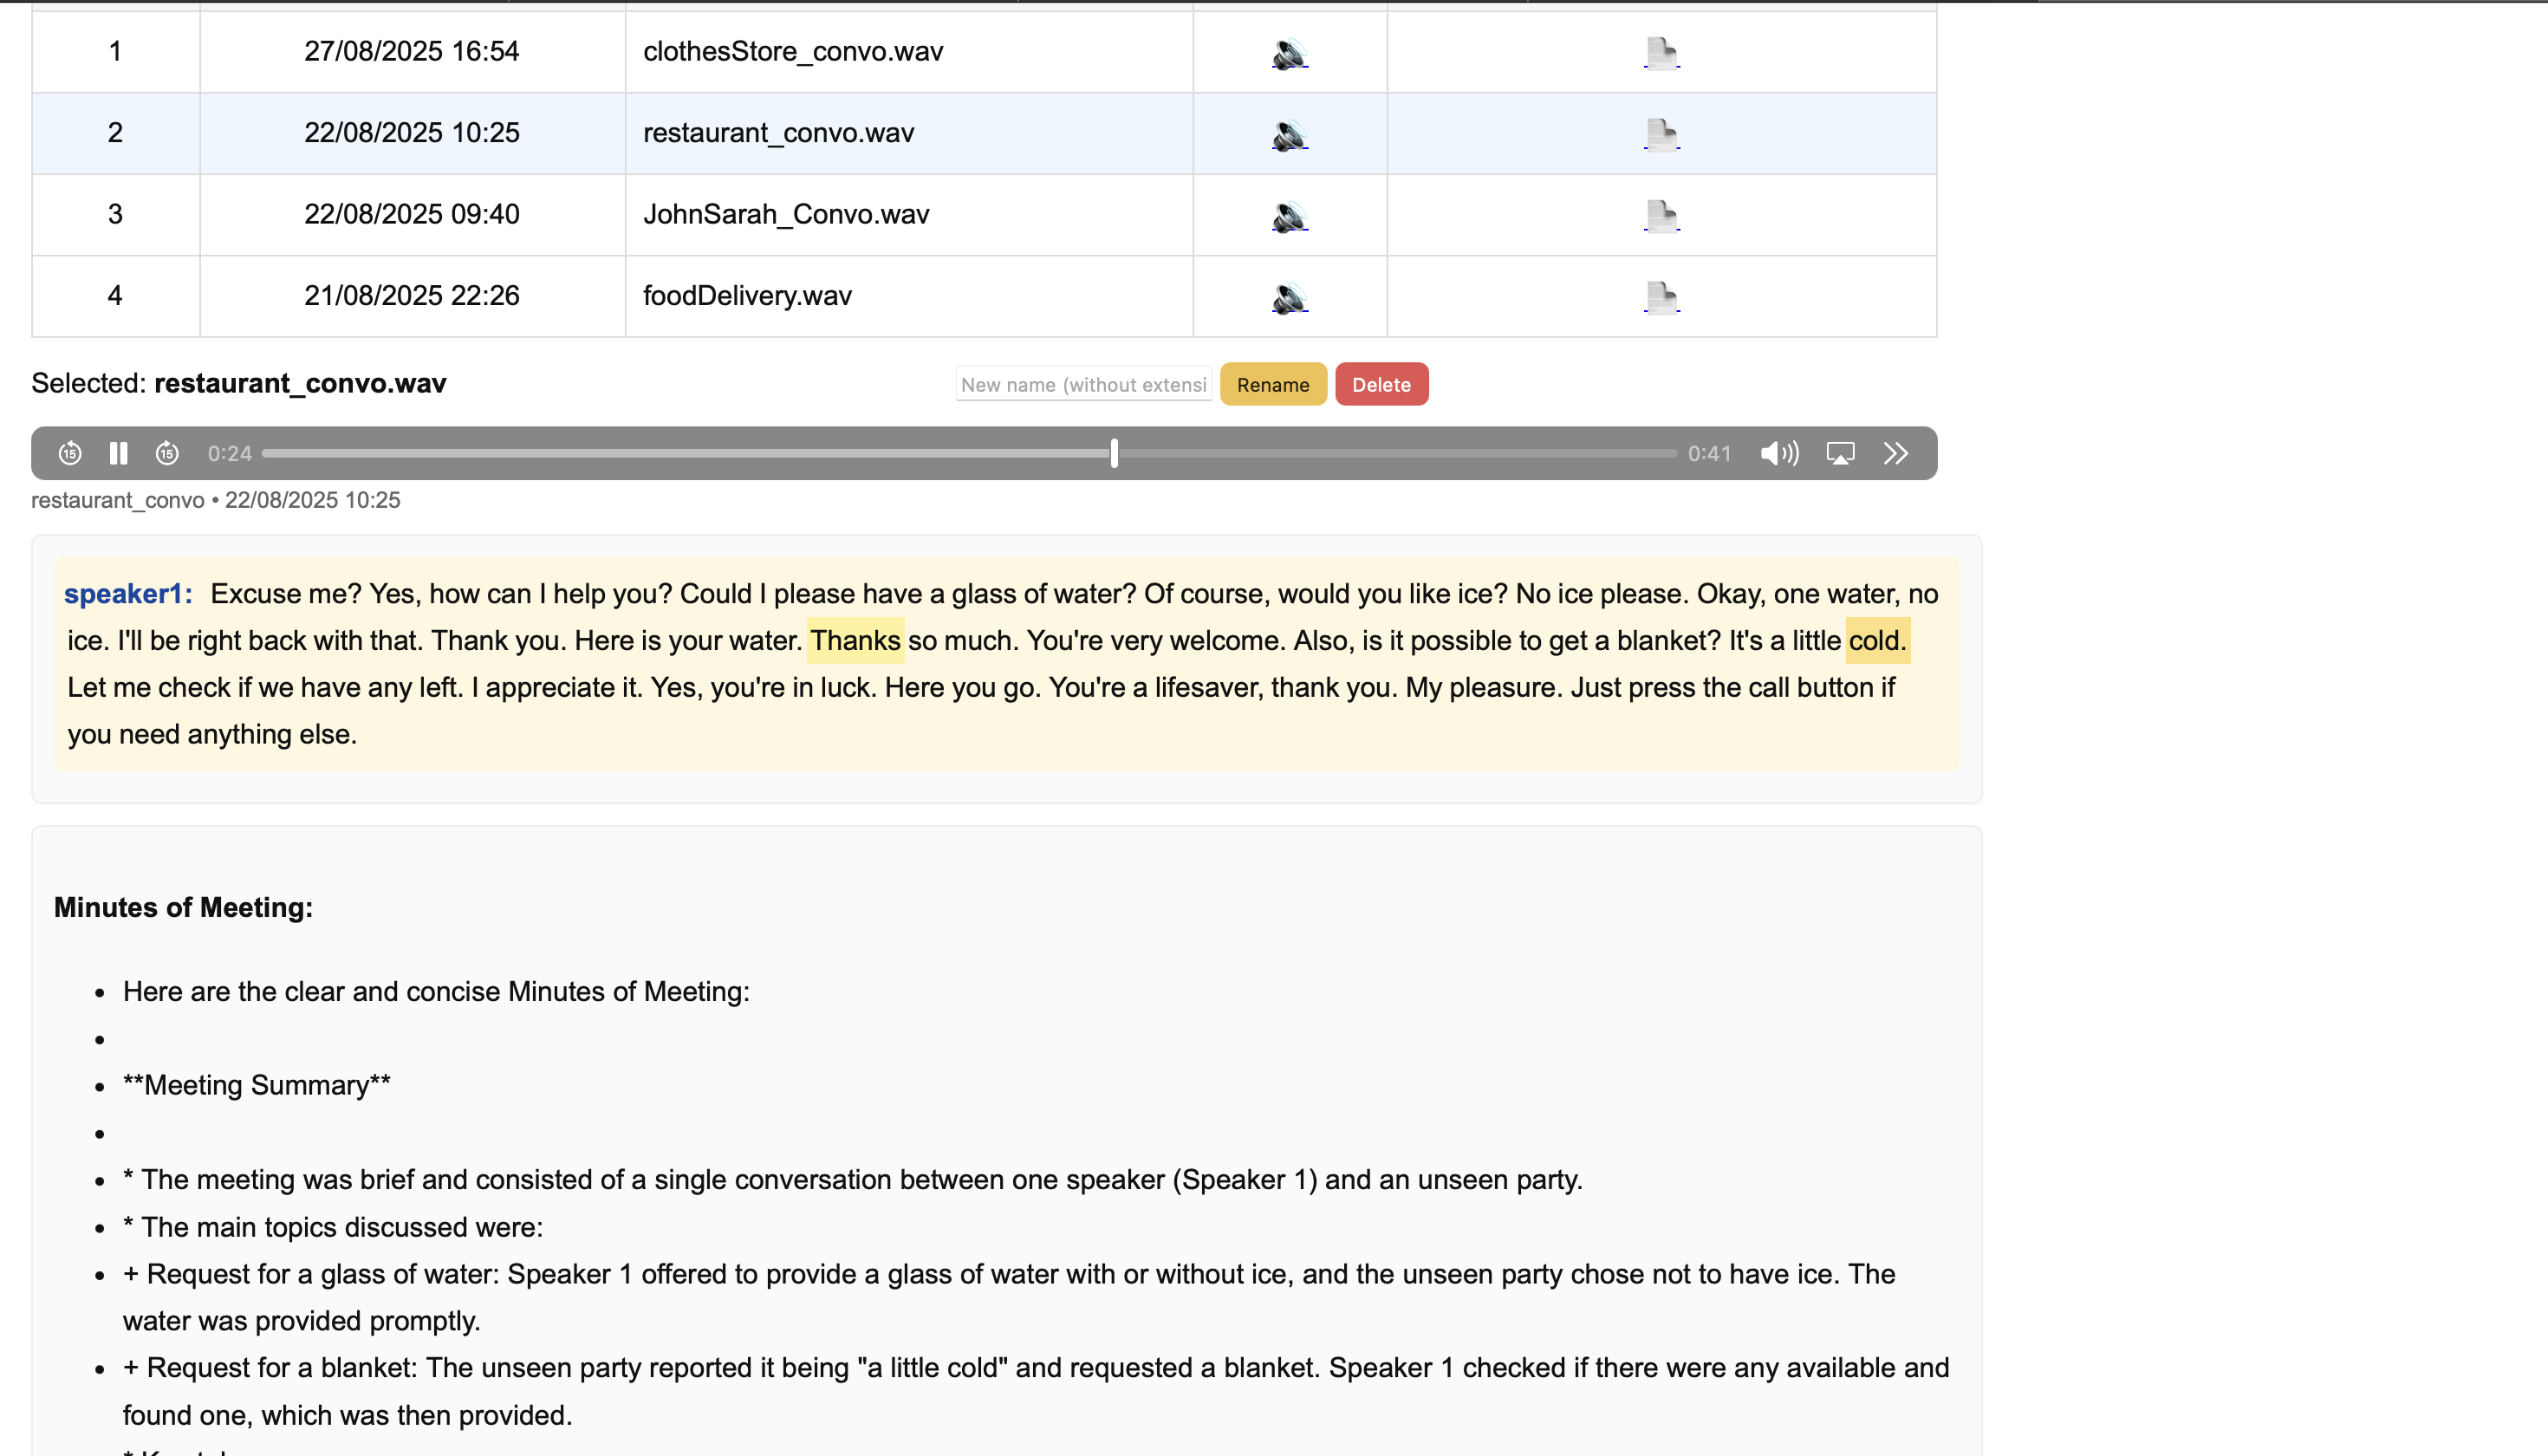 1 27/08/2025 16:54 clothesStore_convo.wav
2 22/08/2025 10:25 restaurant_convo.wav
3 22/08/2025 09:40 JohnSarah_Convo.wav
4 21/08/2025 22:26 foodDelivery.wav
Selected: restaurant_convo.wav New name (without extensi Rename Delete
15 15 0:24 0:41
restaurant_convo • 22/08/2025 10:25
speaker1: Excuse me? Yes, how can I help you? Could I please have a glass of water? Of course, would you like ice? No ice please. Okay, one water, no
ice. I'll be right back with that. Thank you. Here is your water. Thanks so much. You're very welcome. Also, is it possible to get a blanket? It's a little cold.
Let me check if we have any left. I appreciate it. Yes, you're in luck. Here you go. You're a lifesaver, thank you. My pleasure. Just press the call button if
you need anything else.
Minutes of Meeting:
• Here are the clear and concise Minutes of Meeting:
•
• **Meeting Summary**
•
• * The meeting was brief and consisted of a single conversation between one speaker (Speaker 1) and an unseen party.
• * The main topics discussed were:
• + Request for a glass of water: Speaker 1 offered to provide a glass of water with or without ice, and the unseen party chose not to have ice. The
water was provided promptly.
• + Request for a blanket: The unseen party reported it being "a little cold" and requested a blanket. Speaker 1 checked if there were any available and
found one, which was then provided.